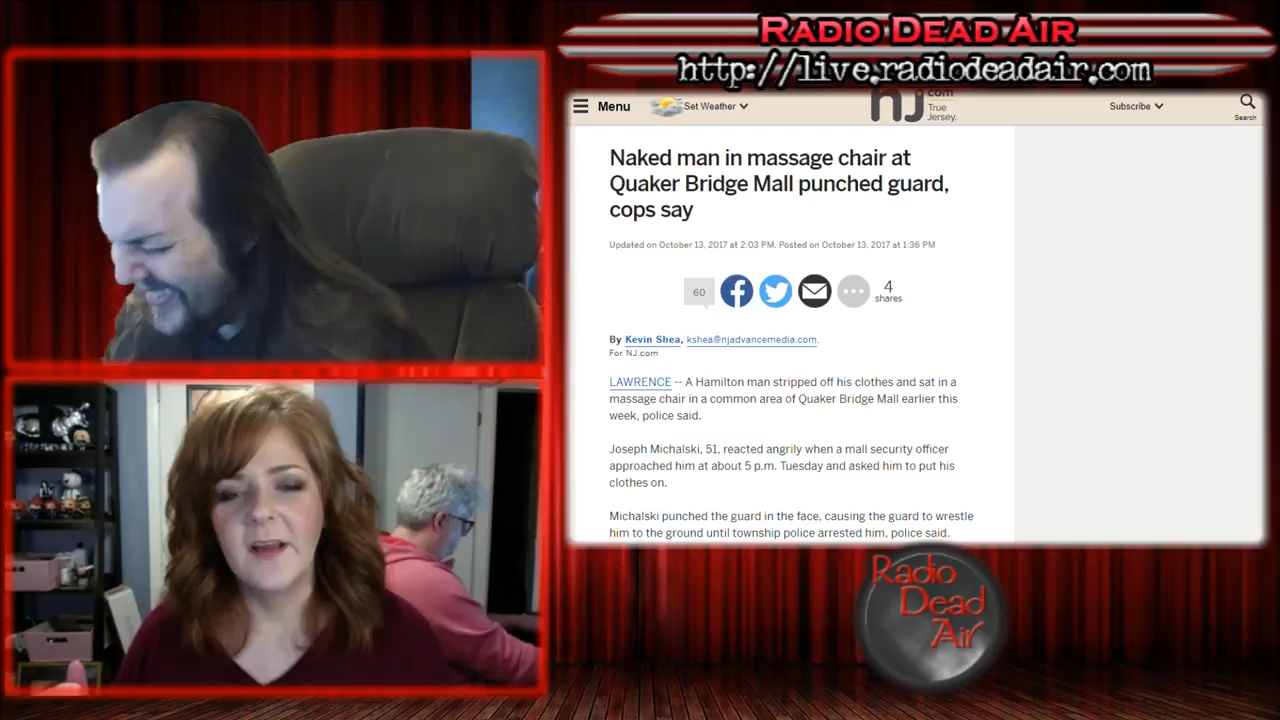 Radio Dead Air
http://live.radiodeadair.com
Menu
Set Weather
nj.com
True
Jersey.
Subscribe
Search
Naked man in massage chair at
Quaker Bridge Mall punched guard,
cops say
Updated on October 13, 2017 at 2:03 PM. Posted on October 13, 2017 at 1:36 PM
60
4
shares
By Kevin Shea, kshea@njadvancemedia.com.
For NJ.com
LAWRENCE -- A Hamilton man stripped off his clothes and sat in a
massage chair in a common area of Quaker Bridge Mall earlier this
week, police said.
Joseph Michalski, 51, reacted angrily when a mall security officer
approached him at about 5 p.m. Tuesday and asked him to put his
clothes on.
Michalski punched the guard in the face, causing the guard to wrestle
him to the ground until township police arrested him, police said.
Radio
Dead
Air